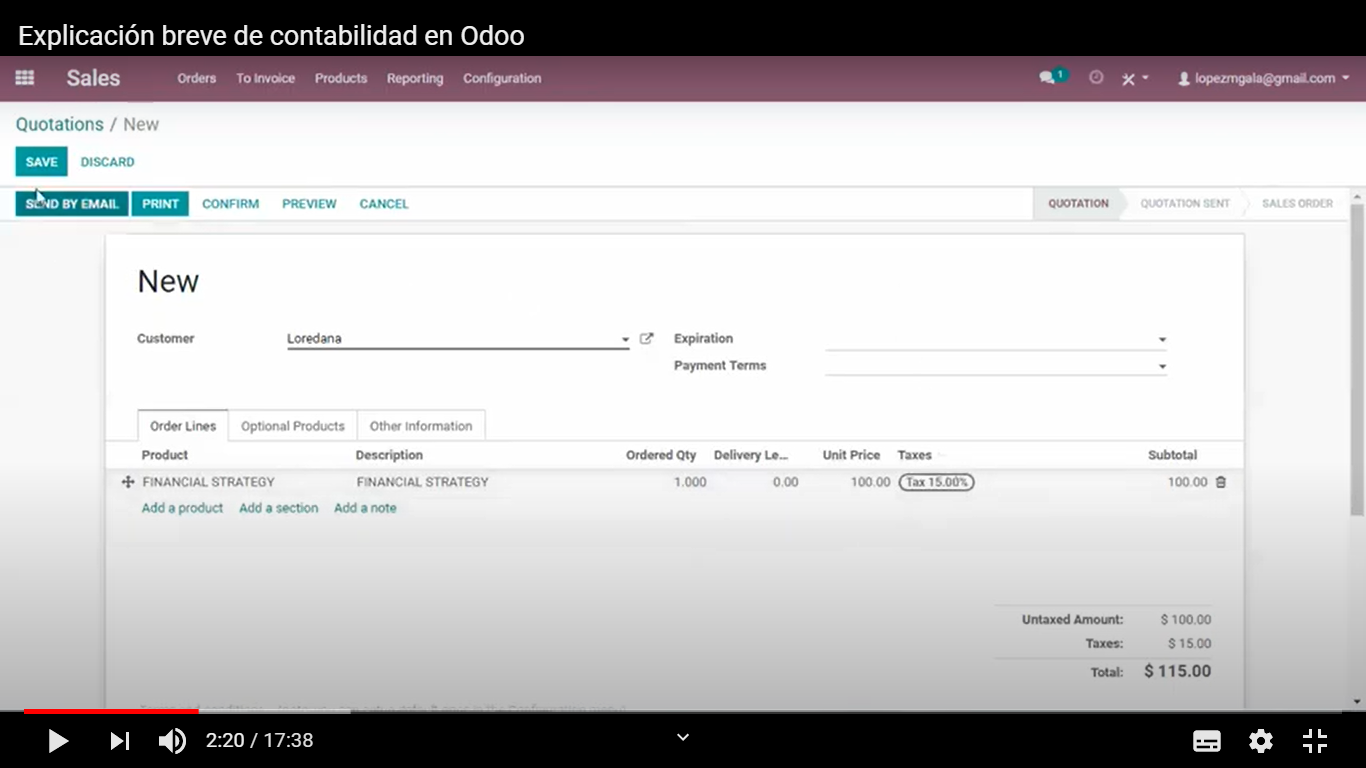 Explicación breve de contabilidad en Odoo
Sales Orders To Invoice Products Reporting Configuration 1 lopezmgala@gmail.com
Quotations / New
SAVE DISCARD
SEND BY EMAIL PRINT CONFIRM PREVIEW CANCEL QUOTATION QUOTATION SENT SALES ORDER
New
Customer Loredana Expiration
Payment Terms
Order Lines Optional Products Other Information
Product Description Ordered Qty Delivery Le... Unit Price Taxes Subtotal
FINANCIAL STRATEGY FINANCIAL STRATEGY 1.000 0.00 100.00 Tax 15.00% 100.00
Add a product Add a section Add a note
Untaxed Amount: $ 100.00
Taxes: $ 15.00
Total: $ 115.00
2:20 / 17:38